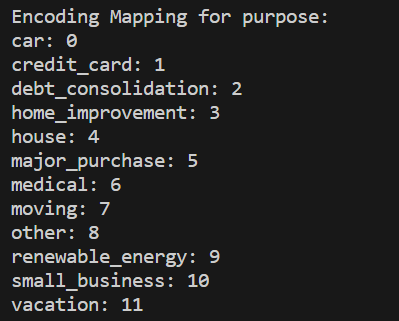 Encoding Mapping for purpose:
car: 0
credit_card: 1
debt_consolidation: 2
home_improvement: 3
house: 4
major_purchase: 5
medical: 6
moving: 7
other: 8
renewable_energy: 9
small_business: 10
vacation: 11